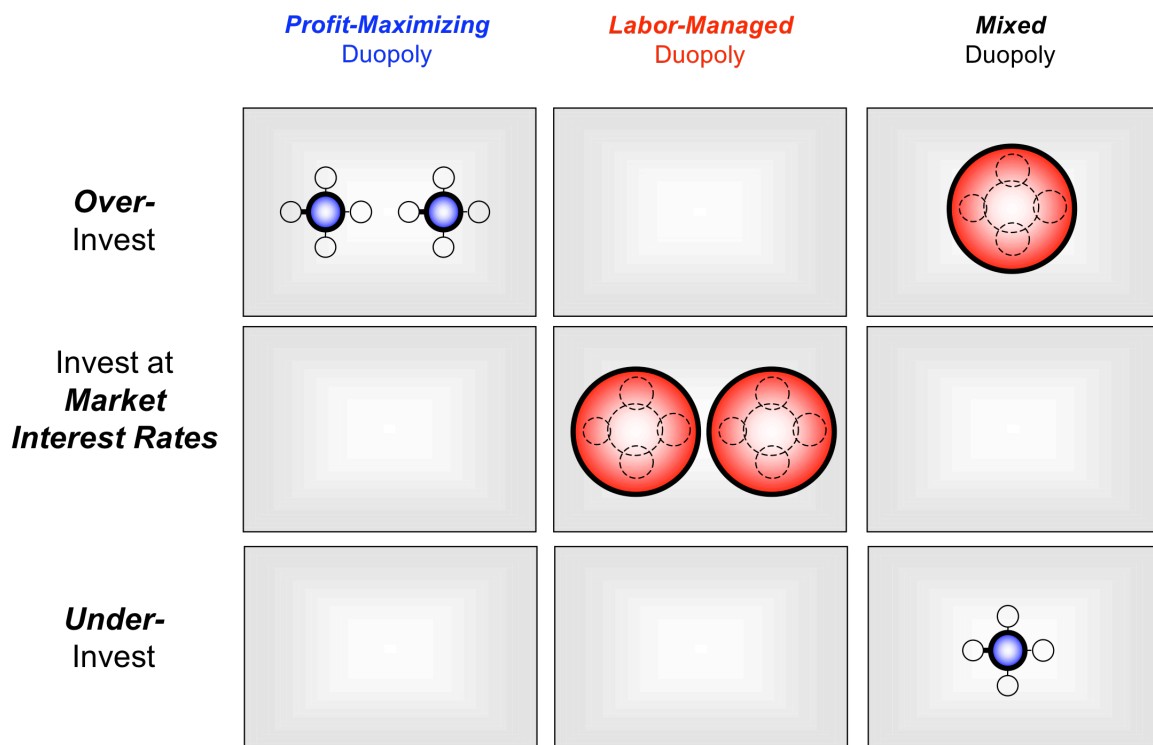 Profit-Maximizing
Duopoly
Labor-Managed
Duopoly
Mixed
Duopoly
Over-
Invest
Invest at
Market
Interest Rates
Under-
Invest